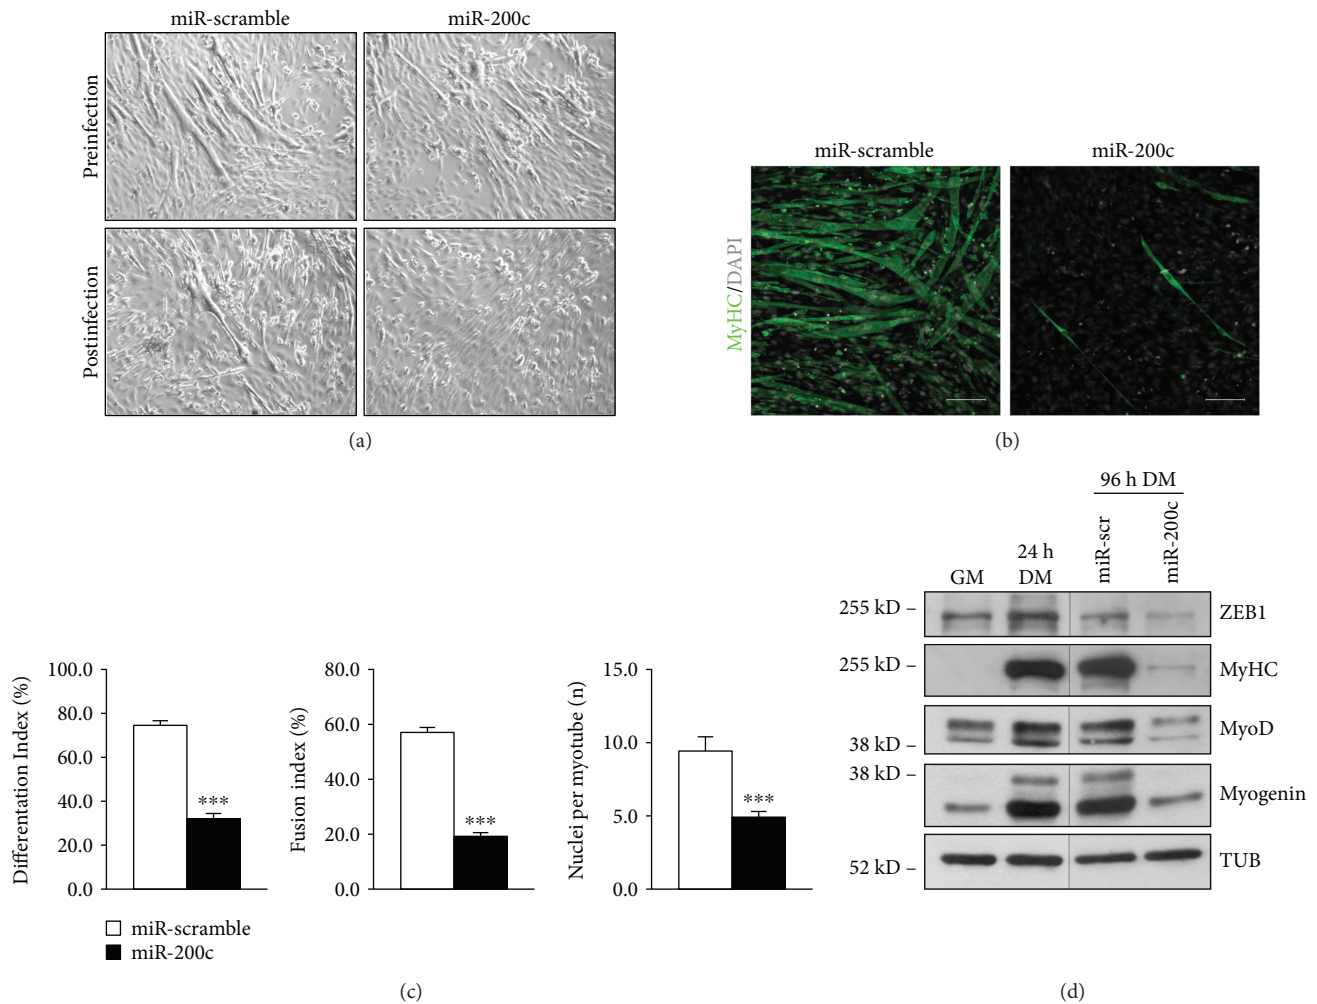 miR-scramble
miR-200c
Preinfection
Postinfection
(a)
miR-scramble
miR-200c
MyHC/DAPI
(b)
100.0
80.0
60.0
40.0
20.0
0.0
Differentation Index (%)
***
80.0
60.0
40.0
20.0
0.0
Fusion index (%)
***
15.0
10.0
5.0
0.0
Nuclei per myotube (n)
***
miR-scramble
miR-200c
(c)
96 h DM
GM
24 h
DM
miR-scr
miR-200c
255 kD
ZEB1
255 kD
MyHC
38 kD
MyoD
38 kD
Myogenin
52 kD
TUB
(d)